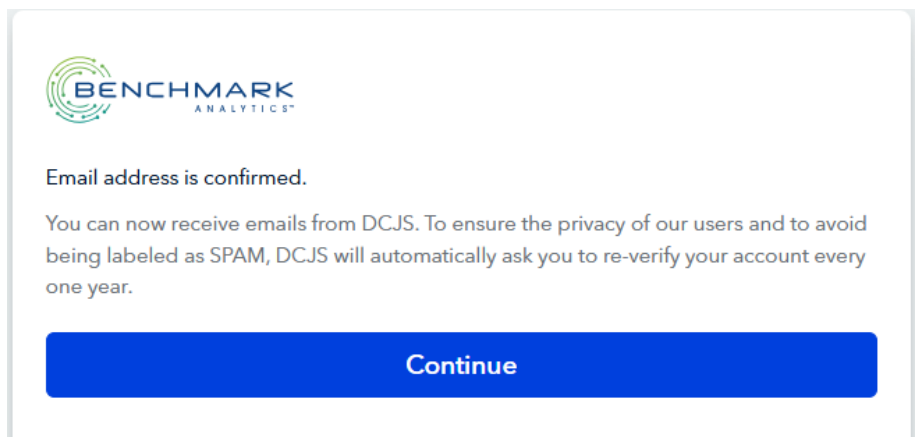 BENCHMARK
ANALYTICS™
Email address is confirmed.
You can now receive emails from DCJS. To ensure the privacy of our users and to avoid
being labeled as SPAM, DCJS will automatically ask you to re-verify your account every
one year.
Continue